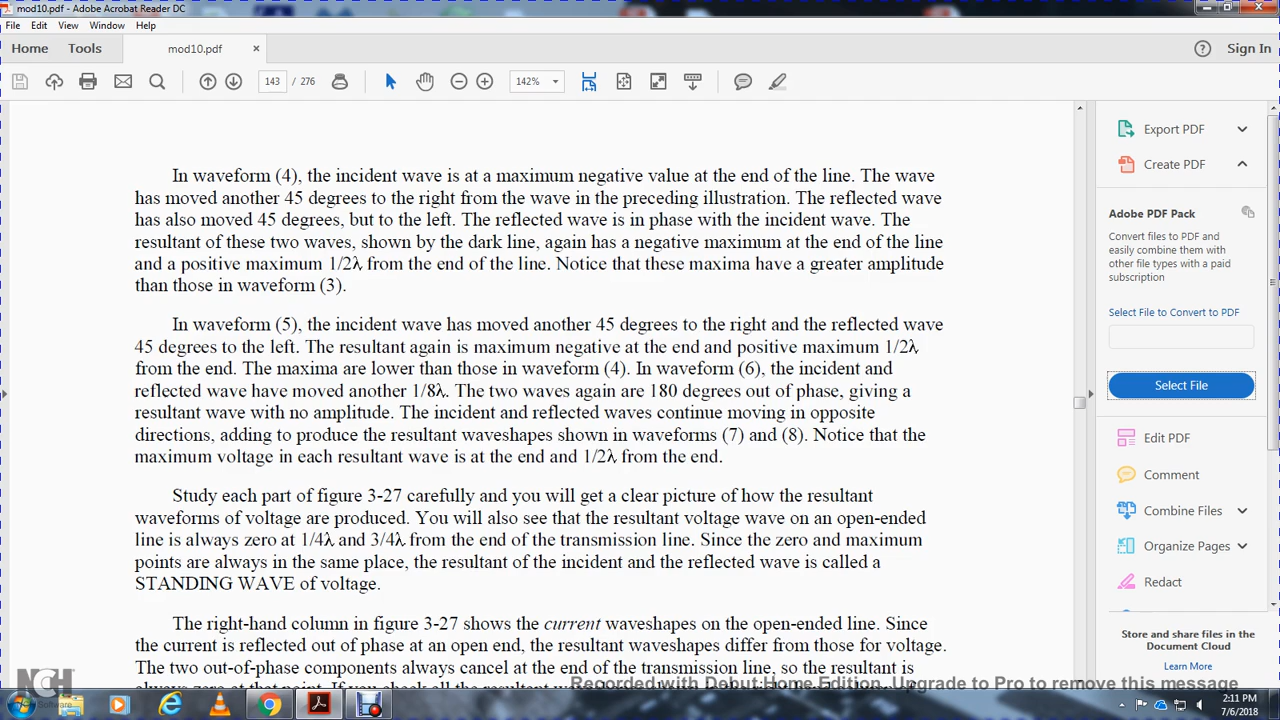 mod10.pdf - Adobe Acrobat Reader DC
File Edit View Window Help
Home Tools mod10.pdf × Sign In
143 / 276 142%
In waveform (4), the incident wave is at a maximum negative value at the end of the line. The wave
has moved another 45 degrees to the right from the wave in the preceding illustration. The reflected wave
has also moved 45 degrees, but to the left. The reflected wave is in phase with the incident wave. The
resultant of these two waves, shown by the dark line, again has a negative maximum at the end of the line
and a positive maximum 1/2λ from the end of the line. Notice that these maxima have a greater amplitude
than those in waveform (3).
In waveform (5), the incident wave has moved another 45 degrees to the right and the reflected wave
45 degrees to the left. The resultant again is maximum negative at the end and positive maximum 1/2λ
from the end. The maxima are lower than those in waveform (4). In waveform (6), the incident and
reflected wave have moved another 1/8λ. The two waves again are 180 degrees out of phase, giving a
resultant wave with no amplitude. The incident and reflected waves continue moving in opposite
directions, adding to produce the resultant waveshapes shown in waveforms (7) and (8). Notice that the
maximum voltage in each resultant wave is at the end and 1/2λ from the end.
Study each part of figure 3-27 carefully and you will get a clear picture of how the resultant
waveforms of voltage are produced. You will also see that the resultant voltage wave on an open-ended
line is always zero at 1/4λ and 3/4λ from the end of the transmission line. Since the zero and maximum
points are always in the same place, the resultant of the incident and the reflected wave is called a
STANDING WAVE of voltage.
The right-hand column in figure 3-27 shows the current waveshapes on the open-ended line. Since
the current is reflected out of phase at an open end, the resultant waveshapes differ from those for voltage.
The two out-of-phase components always cancel at the end of the transmission line, so the resultant is
Export PDF
Create PDF
Adobe PDF Pack
Convert files to PDF and
easily combine them with
other file types with a paid
subscription
Select File to Convert to PDF
Select File
Edit PDF
Comment
Combine Files
Organize Pages
Redact
Store and share files in the
Document Cloud
Learn More
NCH
Software
Recorded with Debut Home Edition. Upgrade to Pro to remove this message
2:11 PM
7/6/2018